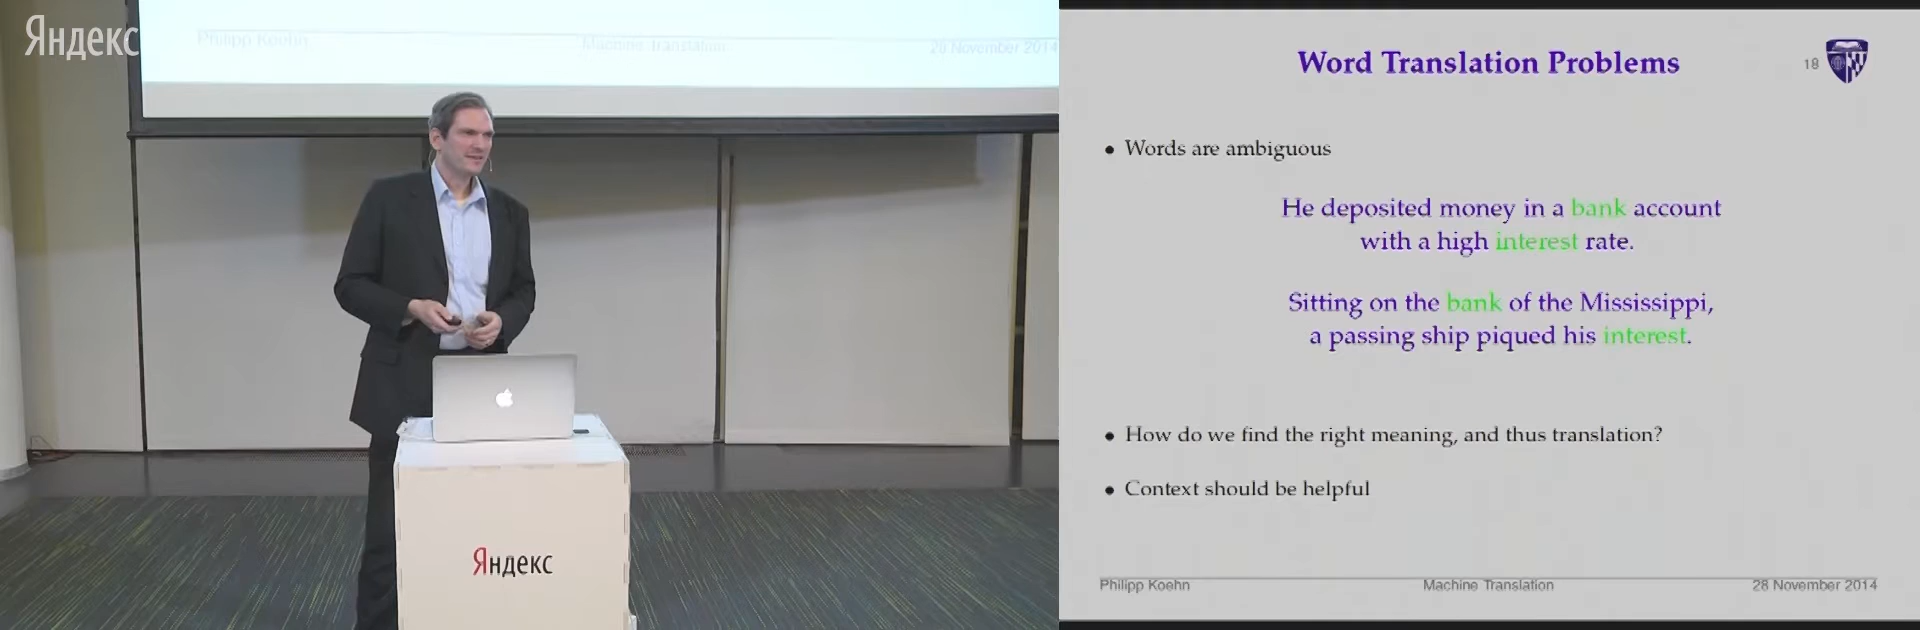 Яндекс
Philipp Koehn
Machine Translation
28 November 2014
Яндекс
Word Translation Problems
18
• Words are ambiguous
He deposited money in a bank account
with a high interest rate.
Sitting on the bank of the Mississippi,
a passing ship piqued his interest.
• How do we find the right meaning, and thus translation?
• Context should be helpful
Philipp Koehn
Machine Translation
28 November 2014